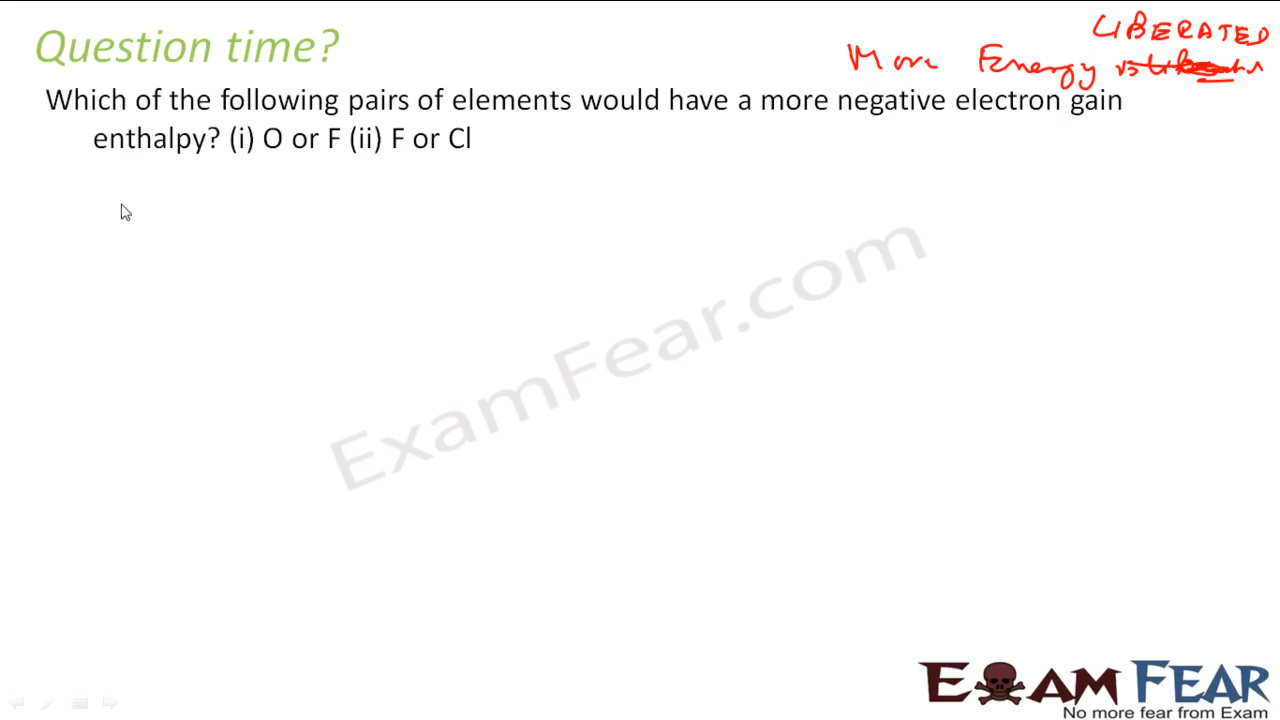 LIBERATED
Question time?
More Energy
Which of the following pairs of elements would have a more negative electron gain
enthalpy? (i) O or F (ii) F or Cl
ExamFear.com
EXAM FEAR
No more fear from Exam